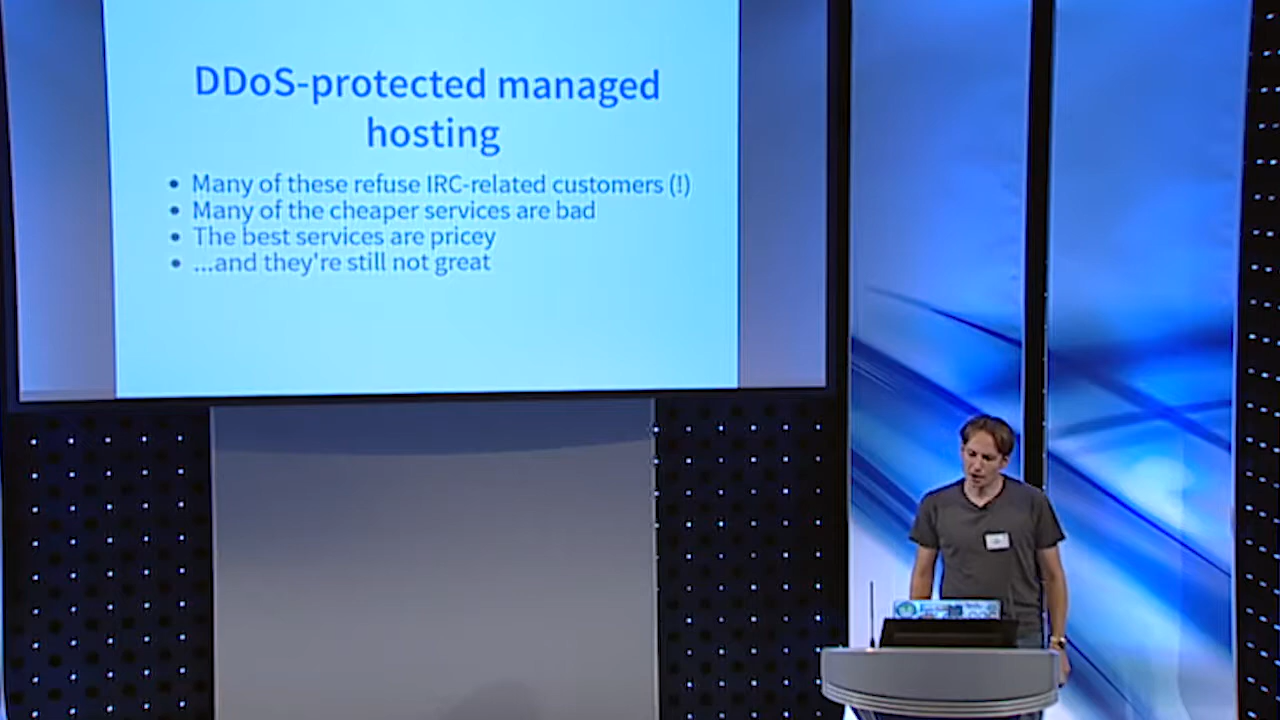 DDoS-protected managed
hosting
• Many of these refuse IRC-related customers (!)
• Many of the cheaper services are bad
• The best services are pricey
• ...and they're still not great